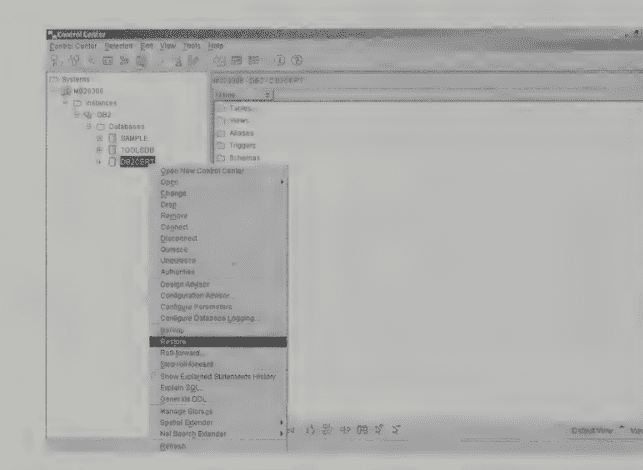 Control Center
Control Center Selected Edit View Tools Help
Systems
Instances
DB2
Databases
SAMPLE
TOOLSDB
DB2CERT
Name
Tables
Views
Aliases
Triggers
Schemas
Open New Control Center
Open
Change
Drop
Remove
Connect
Disconnect
Quiesce
Unquiesce
Authorities
Design Advisor
Configuration Advisor...
Configure Parameters
Configure Database Logging...
Backup
Restore
Roll-forward...
Stop roll-forward
Show Explained Statements History
Explain SQL...
Generate DDL
Manage Storage
Spatial Extender
Net Search Extender
Refresh
Default View
View